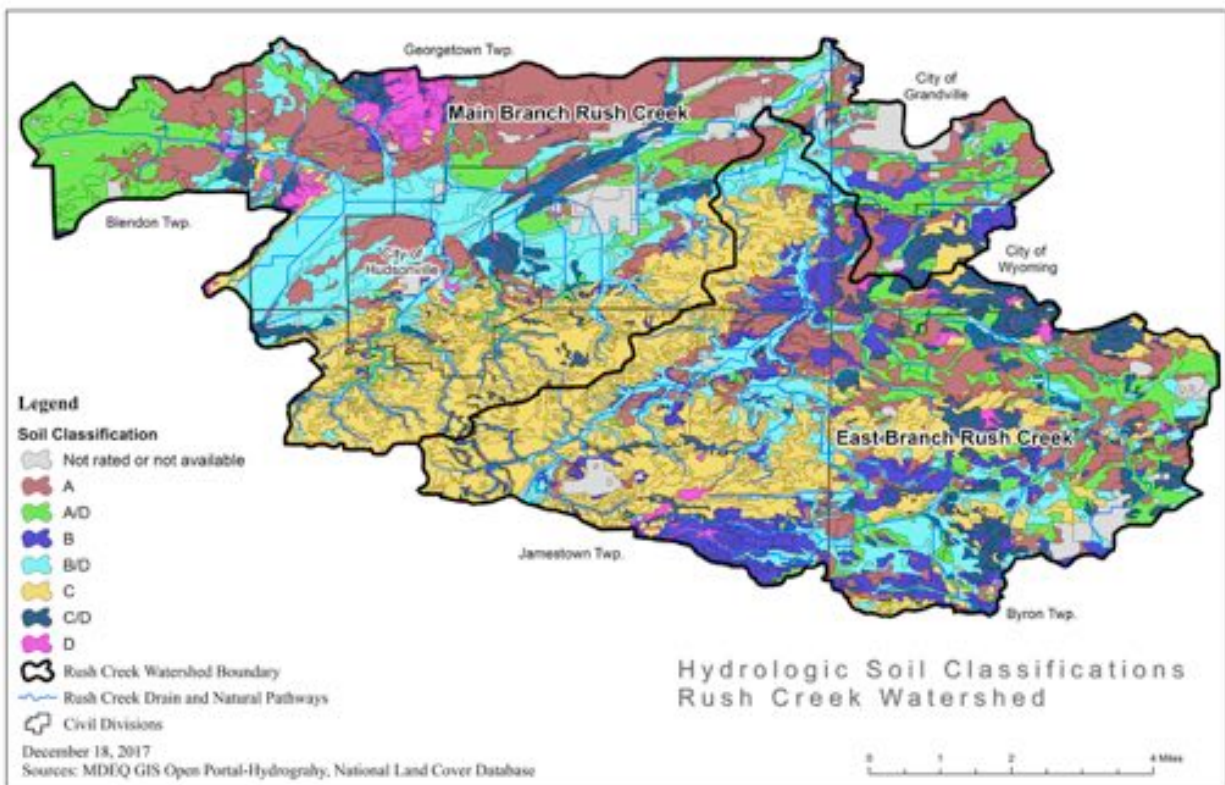 Georgetown Twp.
City of
Grandville
Main Branch Rush Creek
Blendon Twp.
City of
Hudsonville
City of
Wyoming
East Branch Rush Creek
Jamestown Twp.
Byron Twp.
Legend
Soil Classification
Not rated or not available
A
A/D
B
B/D
C
C/D
D
Rush Creek Watershed Boundary
Rush Creek Drain and Natural Pathways
Civil Divisions
December 18, 2017
Sources: MDEQ GIS Open Portal-Hydrograhy, National Land Cover Database
Hydrologic Soil Classifications
Rush Creek Watershed
0 1 2 4 Miles